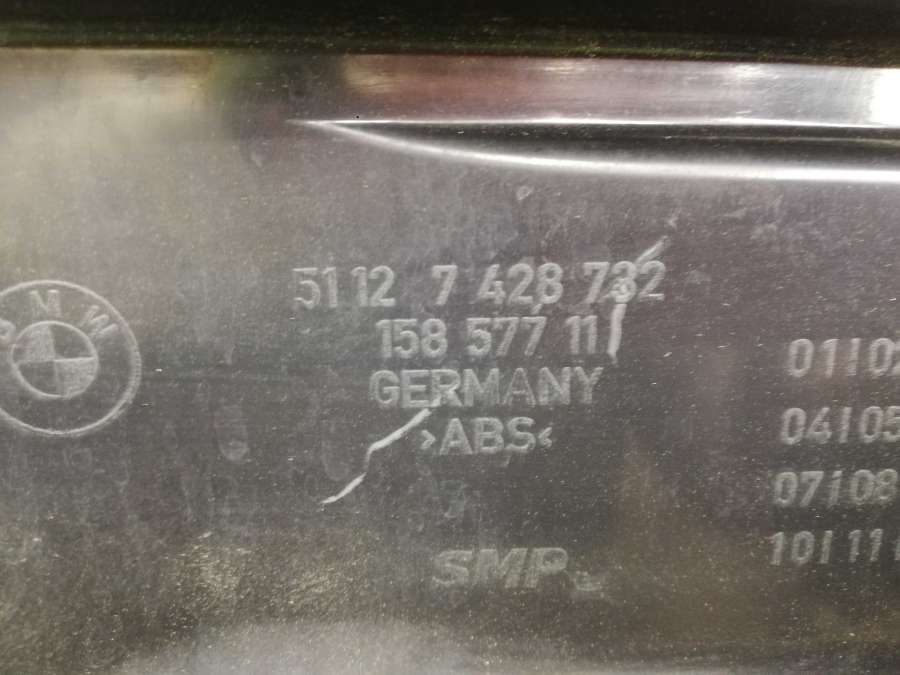 BMW
51 12 7 428 732
158 577 11
GERMANY
>ABS<
SMP
01|02
04|05
07|08
10|11